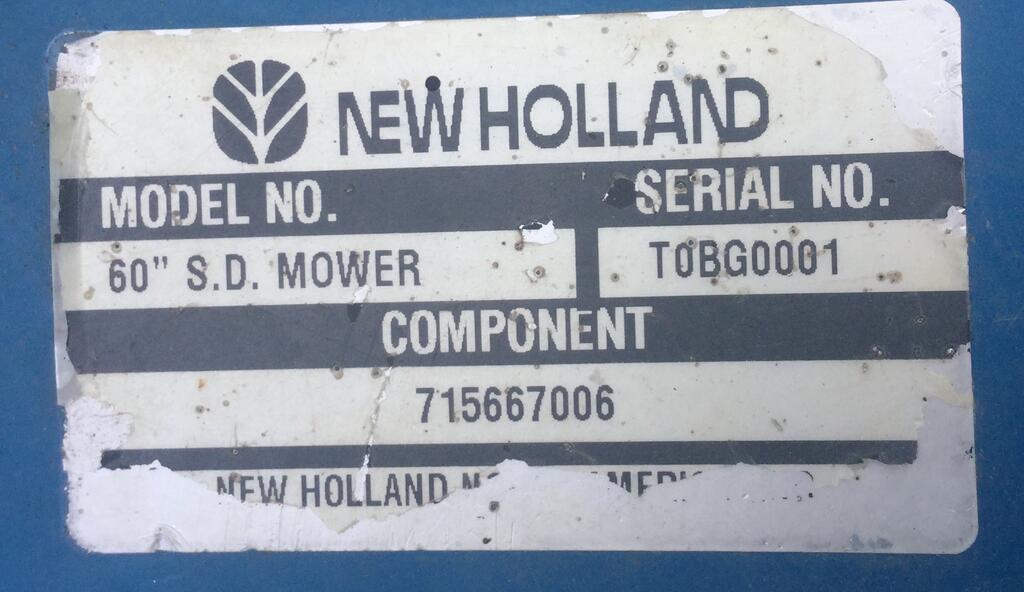 NEW HOLLAND
MODEL NO. SERIAL NO.
60" S.D. MOWER T0BG0001
COMPONENT
715667006
NEW HOLLAND